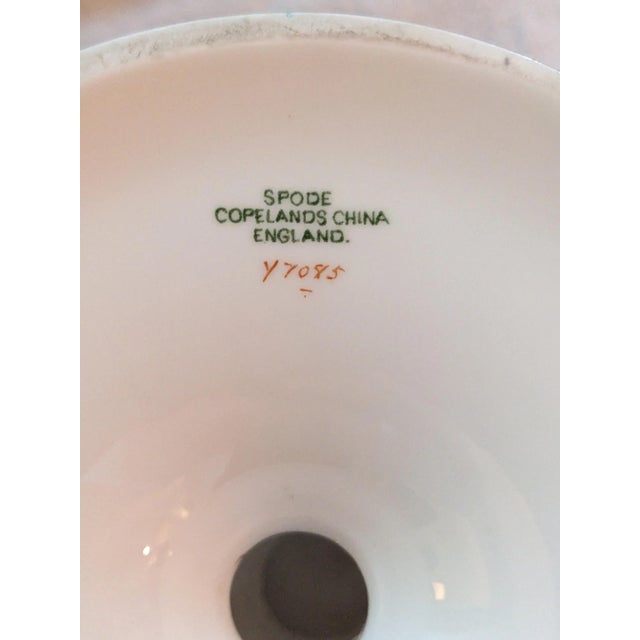 SPODE
COPELANDS CHINA
ENGLAND.
Y7085